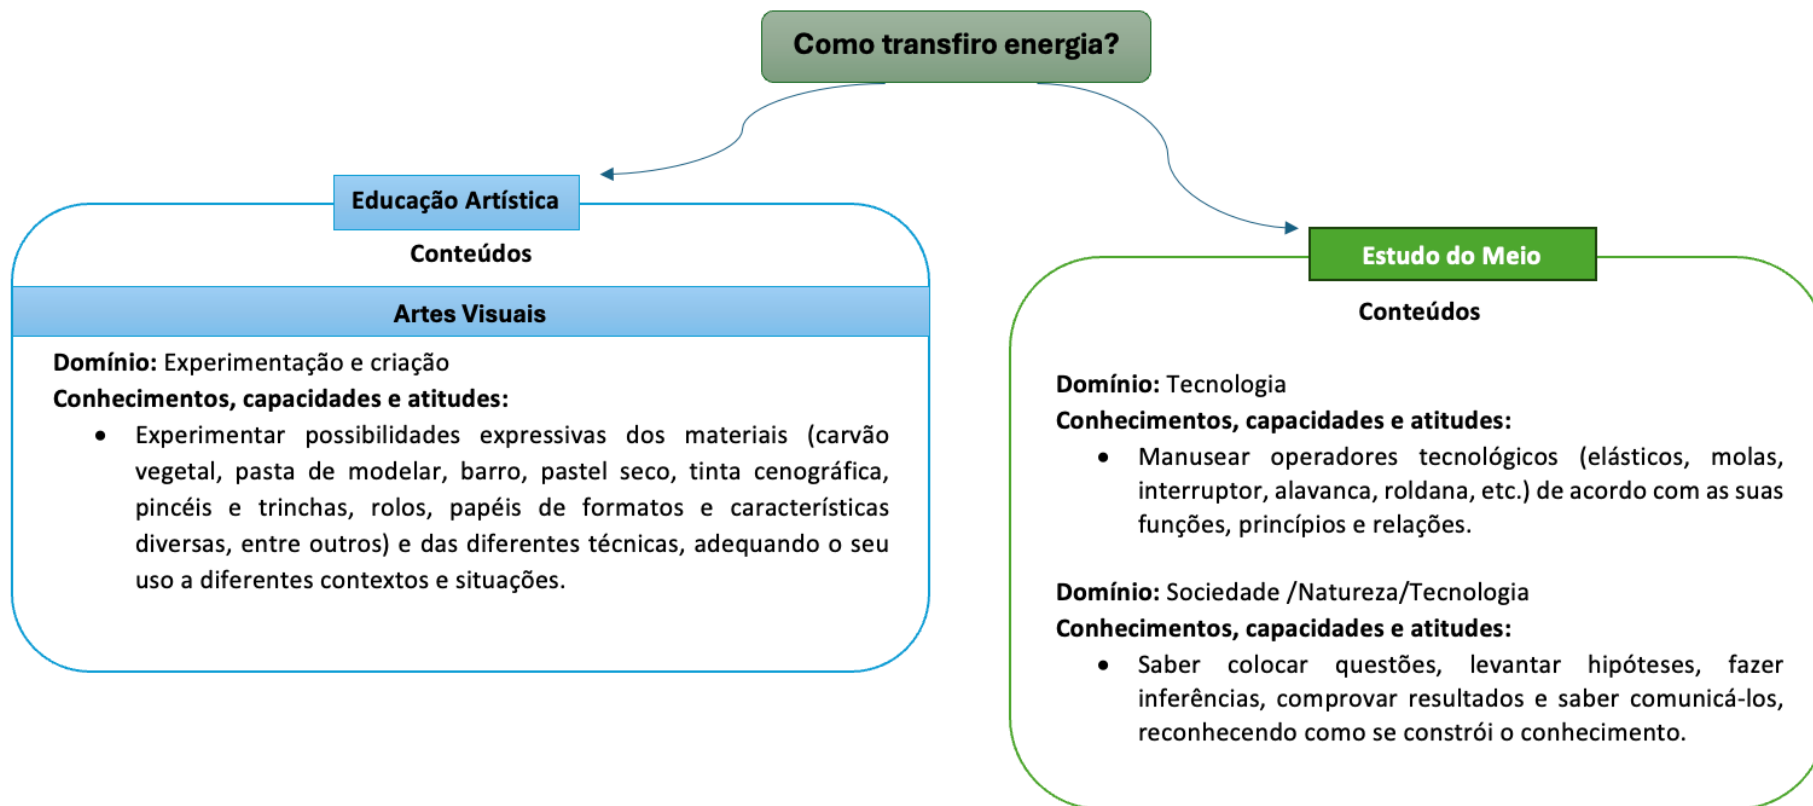 Como transfiro energia?
Educação Artística
Conteúdos
Artes Visuais
Domínio: Experimentação e criação
Conhecimentos, capacidades e atitudes:
• Experimentar possibilidades expressivas dos materiais (carvão
vegetal, pasta de modelar, barro, pastel seco, tinta cenográfica,
pincéis e trinchas, rolos, papéis de formatos e características
diversas, entre outros) e das diferentes técnicas, adequando o seu
uso a diferentes contextos e situações.
Estudo do Meio
Conteúdos
Domínio: Tecnologia
Conhecimentos, capacidades e atitudes:
• Manusear operadores tecnológicos (elásticos, molas,
interruptor, alavanca, roldana, etc.) de acordo com as suas
funções, princípios e relações.
Domínio: Sociedade /Natureza/Tecnologia
Conhecimentos, capacidades e atitudes:
• Saber colocar questões, levantar hipóteses, fazer
inferências, comprovar resultados e saber comunicá-los,
reconhecendo como se constrói o conhecimento.